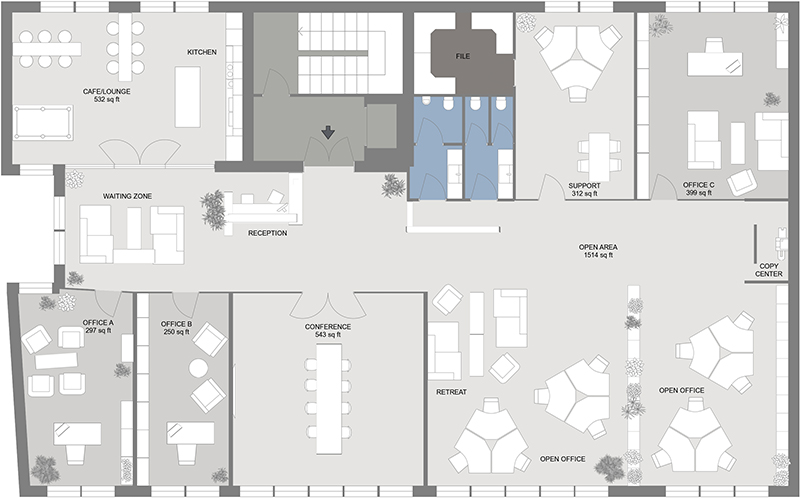 FILE
KITCHEN
CAFE/LOUNGE
532 sq ft
SUPPORT
312 sq ft
OFFICE C
399 sq ft
WAITING ZONE
RECEPTION
OPEN AREA
1514 sq ft
COPY
CENTER
OFFICE A
297 sq ft
OFFICE B
250 sq ft
CONFERENCE
543 sq ft
RETREAT
OPEN OFFICE
OPEN OFFICE